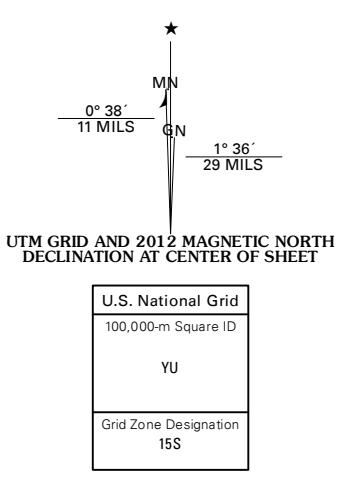 ★
MN
0° 38´
11 MILS
GN
1° 36´
29 MILS
UTM GRID AND 2012 MAGNETIC NORTH
DECLINATION AT CENTER OF SHEET
U.S. National Grid
100,000-m Square ID
YU
Grid Zone Designation
15S